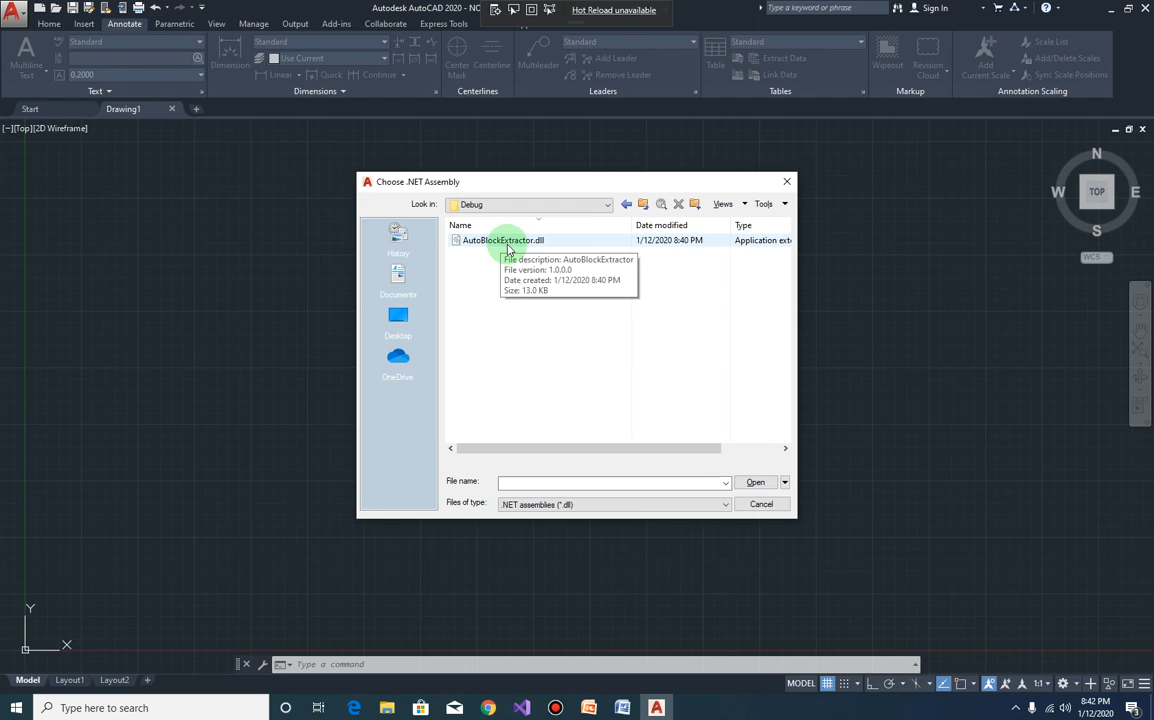 Autodesk AutoCAD 2020 - NO
Hot Reload unavailable
Type a keyword or phrase
Sign In
Home Insert Annotate Parametric View Manage Output Add-ins Collaborate Express Tools
Multiline
Text
Standard
0.2000
Text
Dimension
Standard
Use Current
Linear Quick Continue
Dimensions
Center
Mark
Centerline
Centerlines
Multileader
Standard
Add Leader
Remove Leader
Leaders
Table
Standard
Extract Data
Link Data
Tables
Wipeout
Revision
Cloud
Markup
Add
Current Scale
Scale List
Add/Delete Scales
Sync Scale Positions
Annotation Scaling
Start Drawing1
[−][Top][2D Wireframe]
N
W TOP E
S
WCS
Choose .NET Assembly
Look in: Debug Views Tools
History
Documents
Desktop
OneDrive
Name Date modified Type
AutoBlockExtractor.dll 1/12/2020 8:40 PM Application exte
File description: AutoBlockExtractor
File version: 1.0.0.0
Date created: 1/12/2020 8:40 PM
Size: 13.0 KB
File name: Open
Files of type: .NET assemblies (*.dll) Cancel
Y
X
Type a command
Model Layout1 Layout2 +
MODEL 1:1
Type here to search
8:42 PM
1/12/2020
3